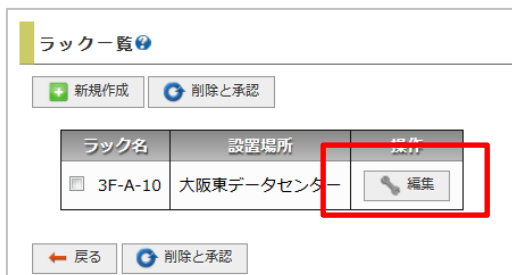 ラック一覧?
新規作成 削除と承認
ラック名 設置場所 操作
3F-A-10 大阪東データセンター 編集
戻る 削除と承認